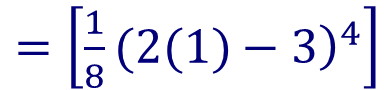 = [1/8 (2(1) − 3)⁴]